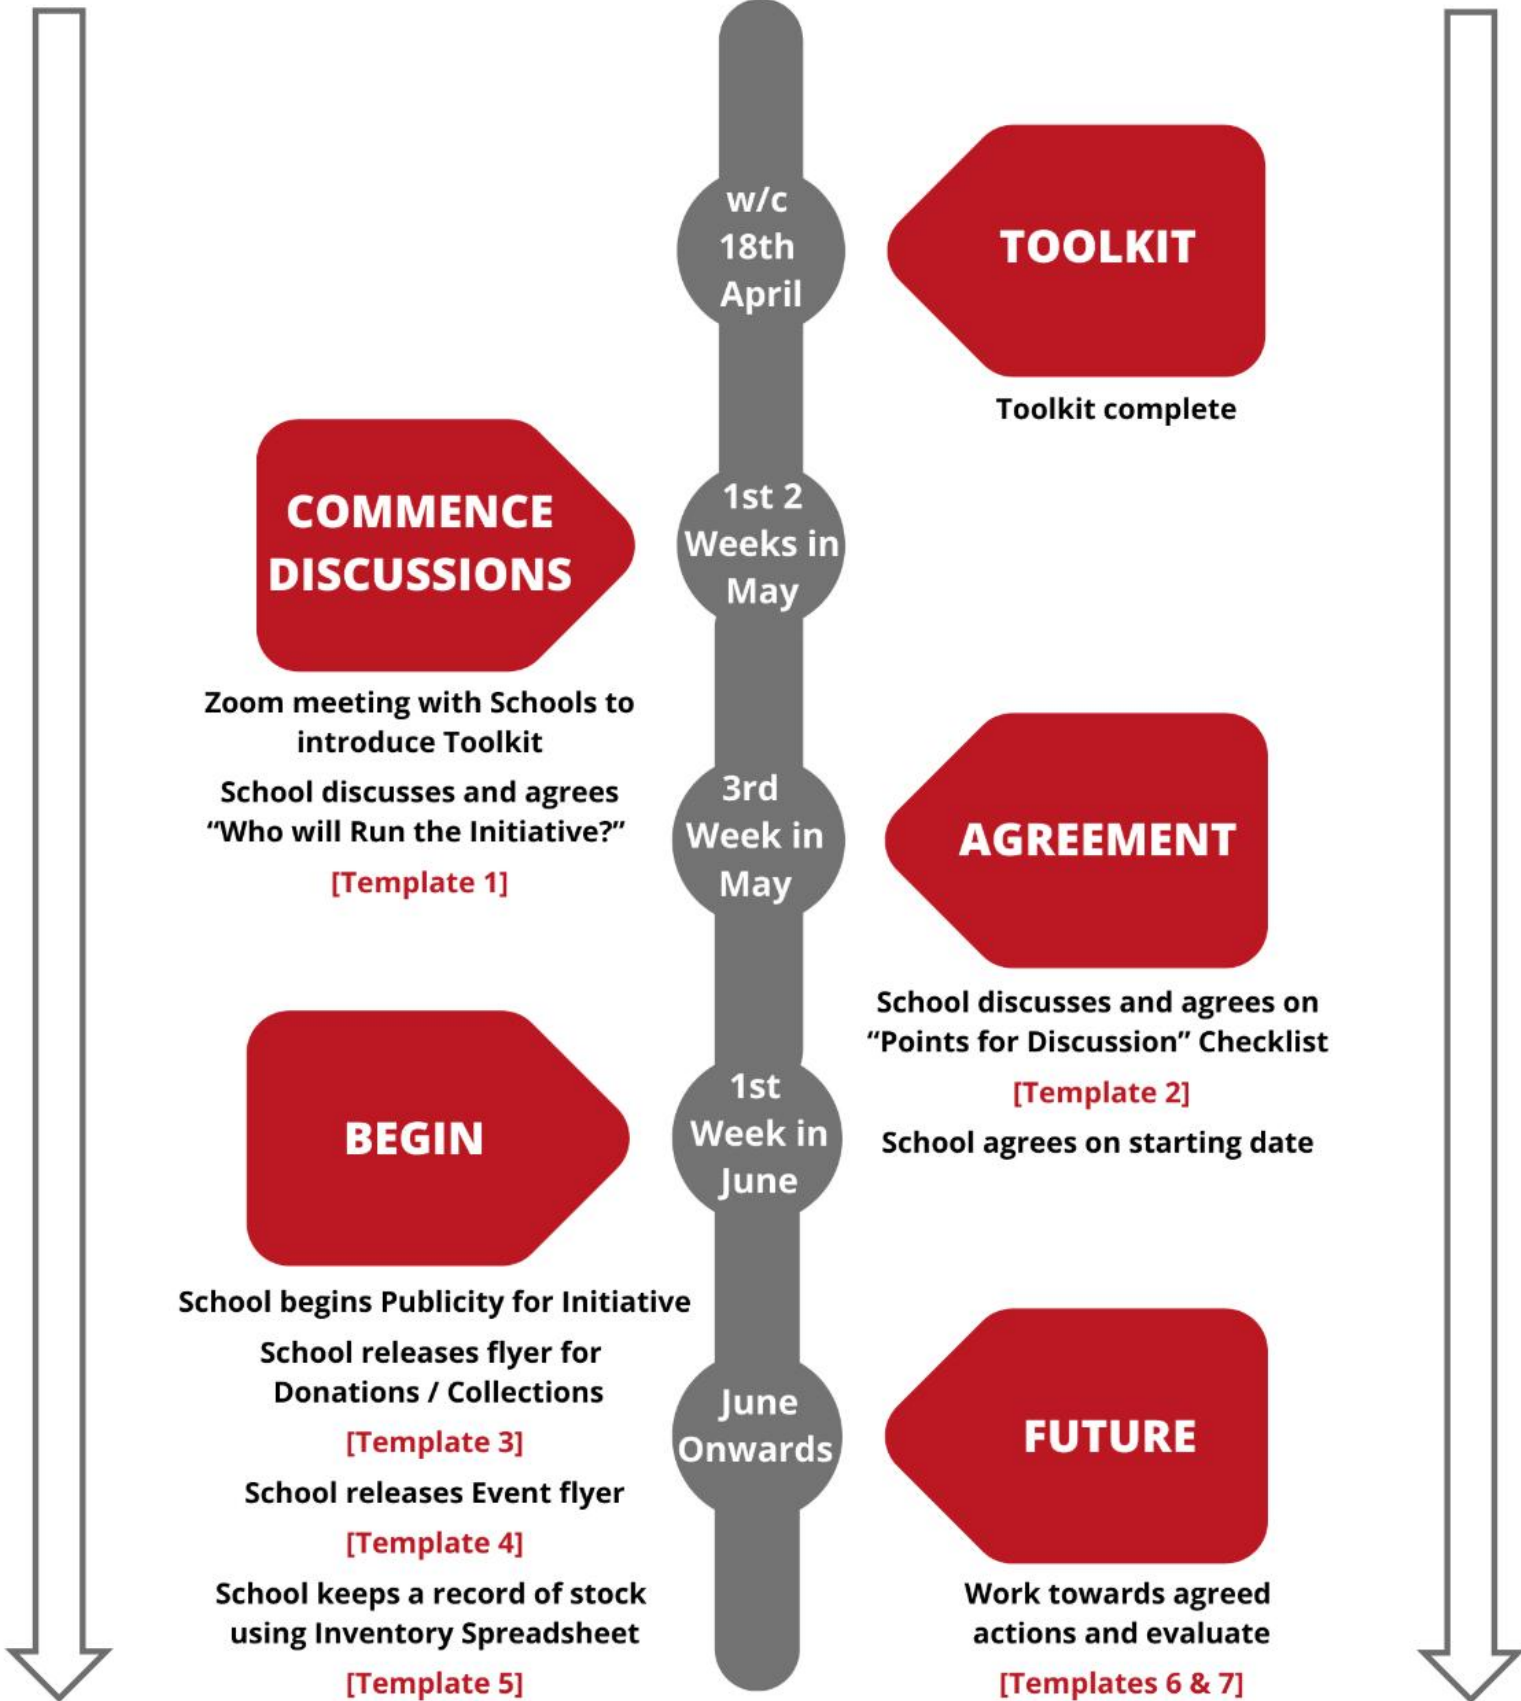 w/c
18th
April
TOOLKIT
Toolkit complete
COMMENCE
DISCUSSIONS
1st 2
Weeks in
May
Zoom meeting with Schools to
introduce Toolkit
School discusses and agrees
“Who will Run the Initiative?”
[Template 1]
3rd
Week in
May
AGREEMENT
School discusses and agrees on
“Points for Discussion” Checklist
[Template 2]
School agrees on starting date
BEGIN
1st
Week in
June
School begins Publicity for Initiative
School releases flyer for
Donations / Collections
[Template 3]
School releases Event flyer
[Template 4]
School keeps a record of stock
using Inventory Spreadsheet
[Template 5]
June
Onwards
FUTURE
Work towards agreed
actions and evaluate
[Templates 6 & 7]